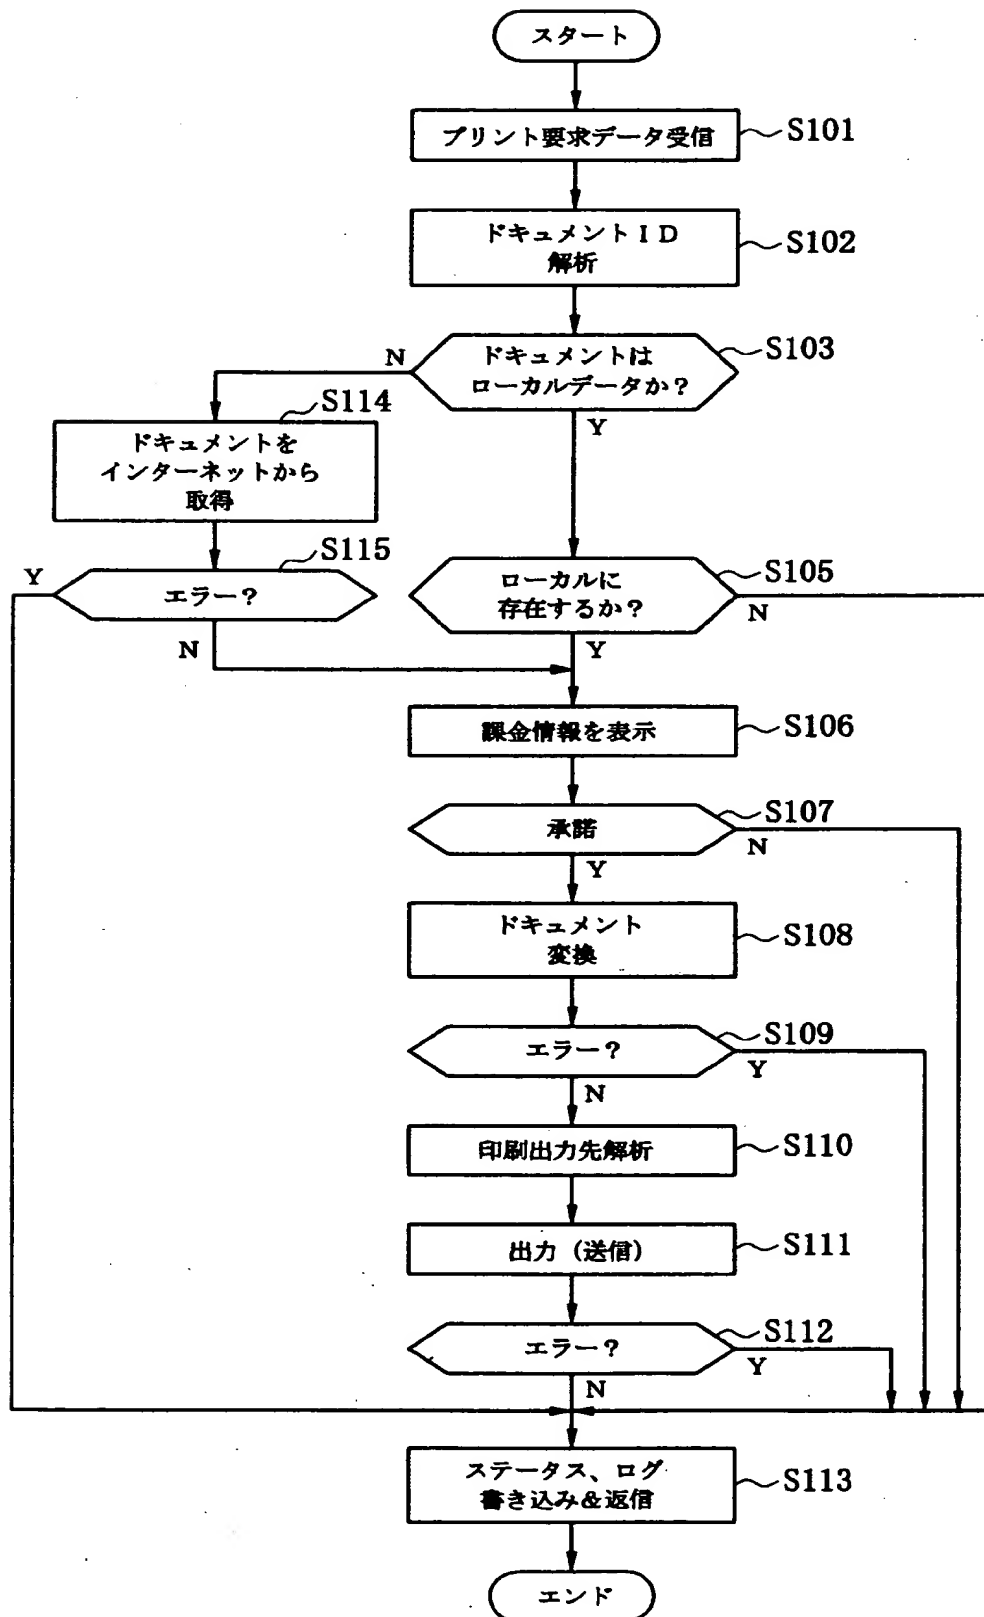 スタート
プリント要求データ受信
S101
ドキュメントＩＤ
解析
S102
ドキュメントは
ローカルデータか？
S103
N
Y
S114
ドキュメントを
インターネットから
取得
S115
エラー？
Y
N
ローカルに
存在するか？
S105
N
Y
課金情報を表示
S106
承諾
S107
N
Y
ドキュメント
変換
S108
エラー？
S109
Y
N
印刷出力先解析
S110
出力（送信）
S111
エラー？
S112
Y
N
ステータス、ログ
書き込み＆返信
S113
エンド